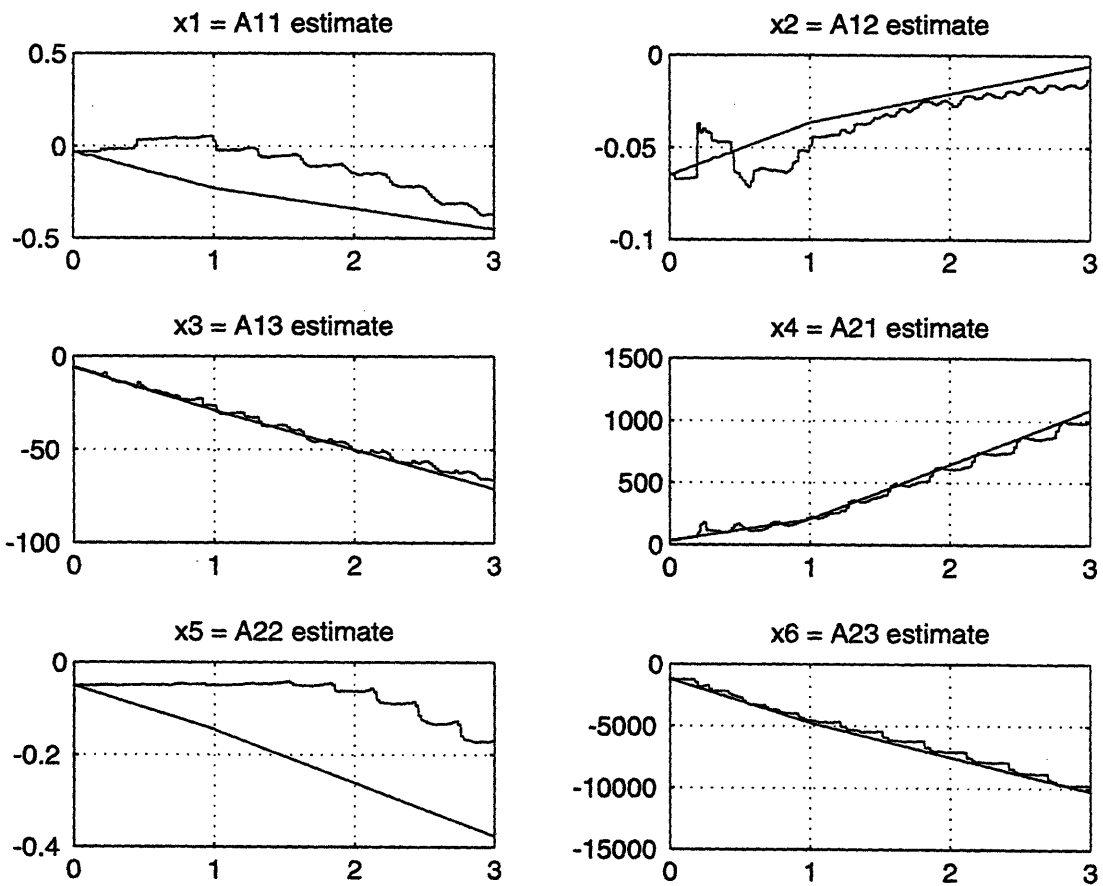 x1 = A11 estimate
x2 = A12 estimate
0.5
0
-0.5
0 1 2 3
0
-0.05
-0.1
0 1 2 3
x3 = A13 estimate
x4 = A21 estimate
0
-50
-100
0 1 2 3
1500
1000
500
0
0 1 2 3
x5 = A22 estimate
x6 = A23 estimate
0
-0.2
-0.4
0 1 2 3
0
-5000
-10000
-15000
0 1 2 3